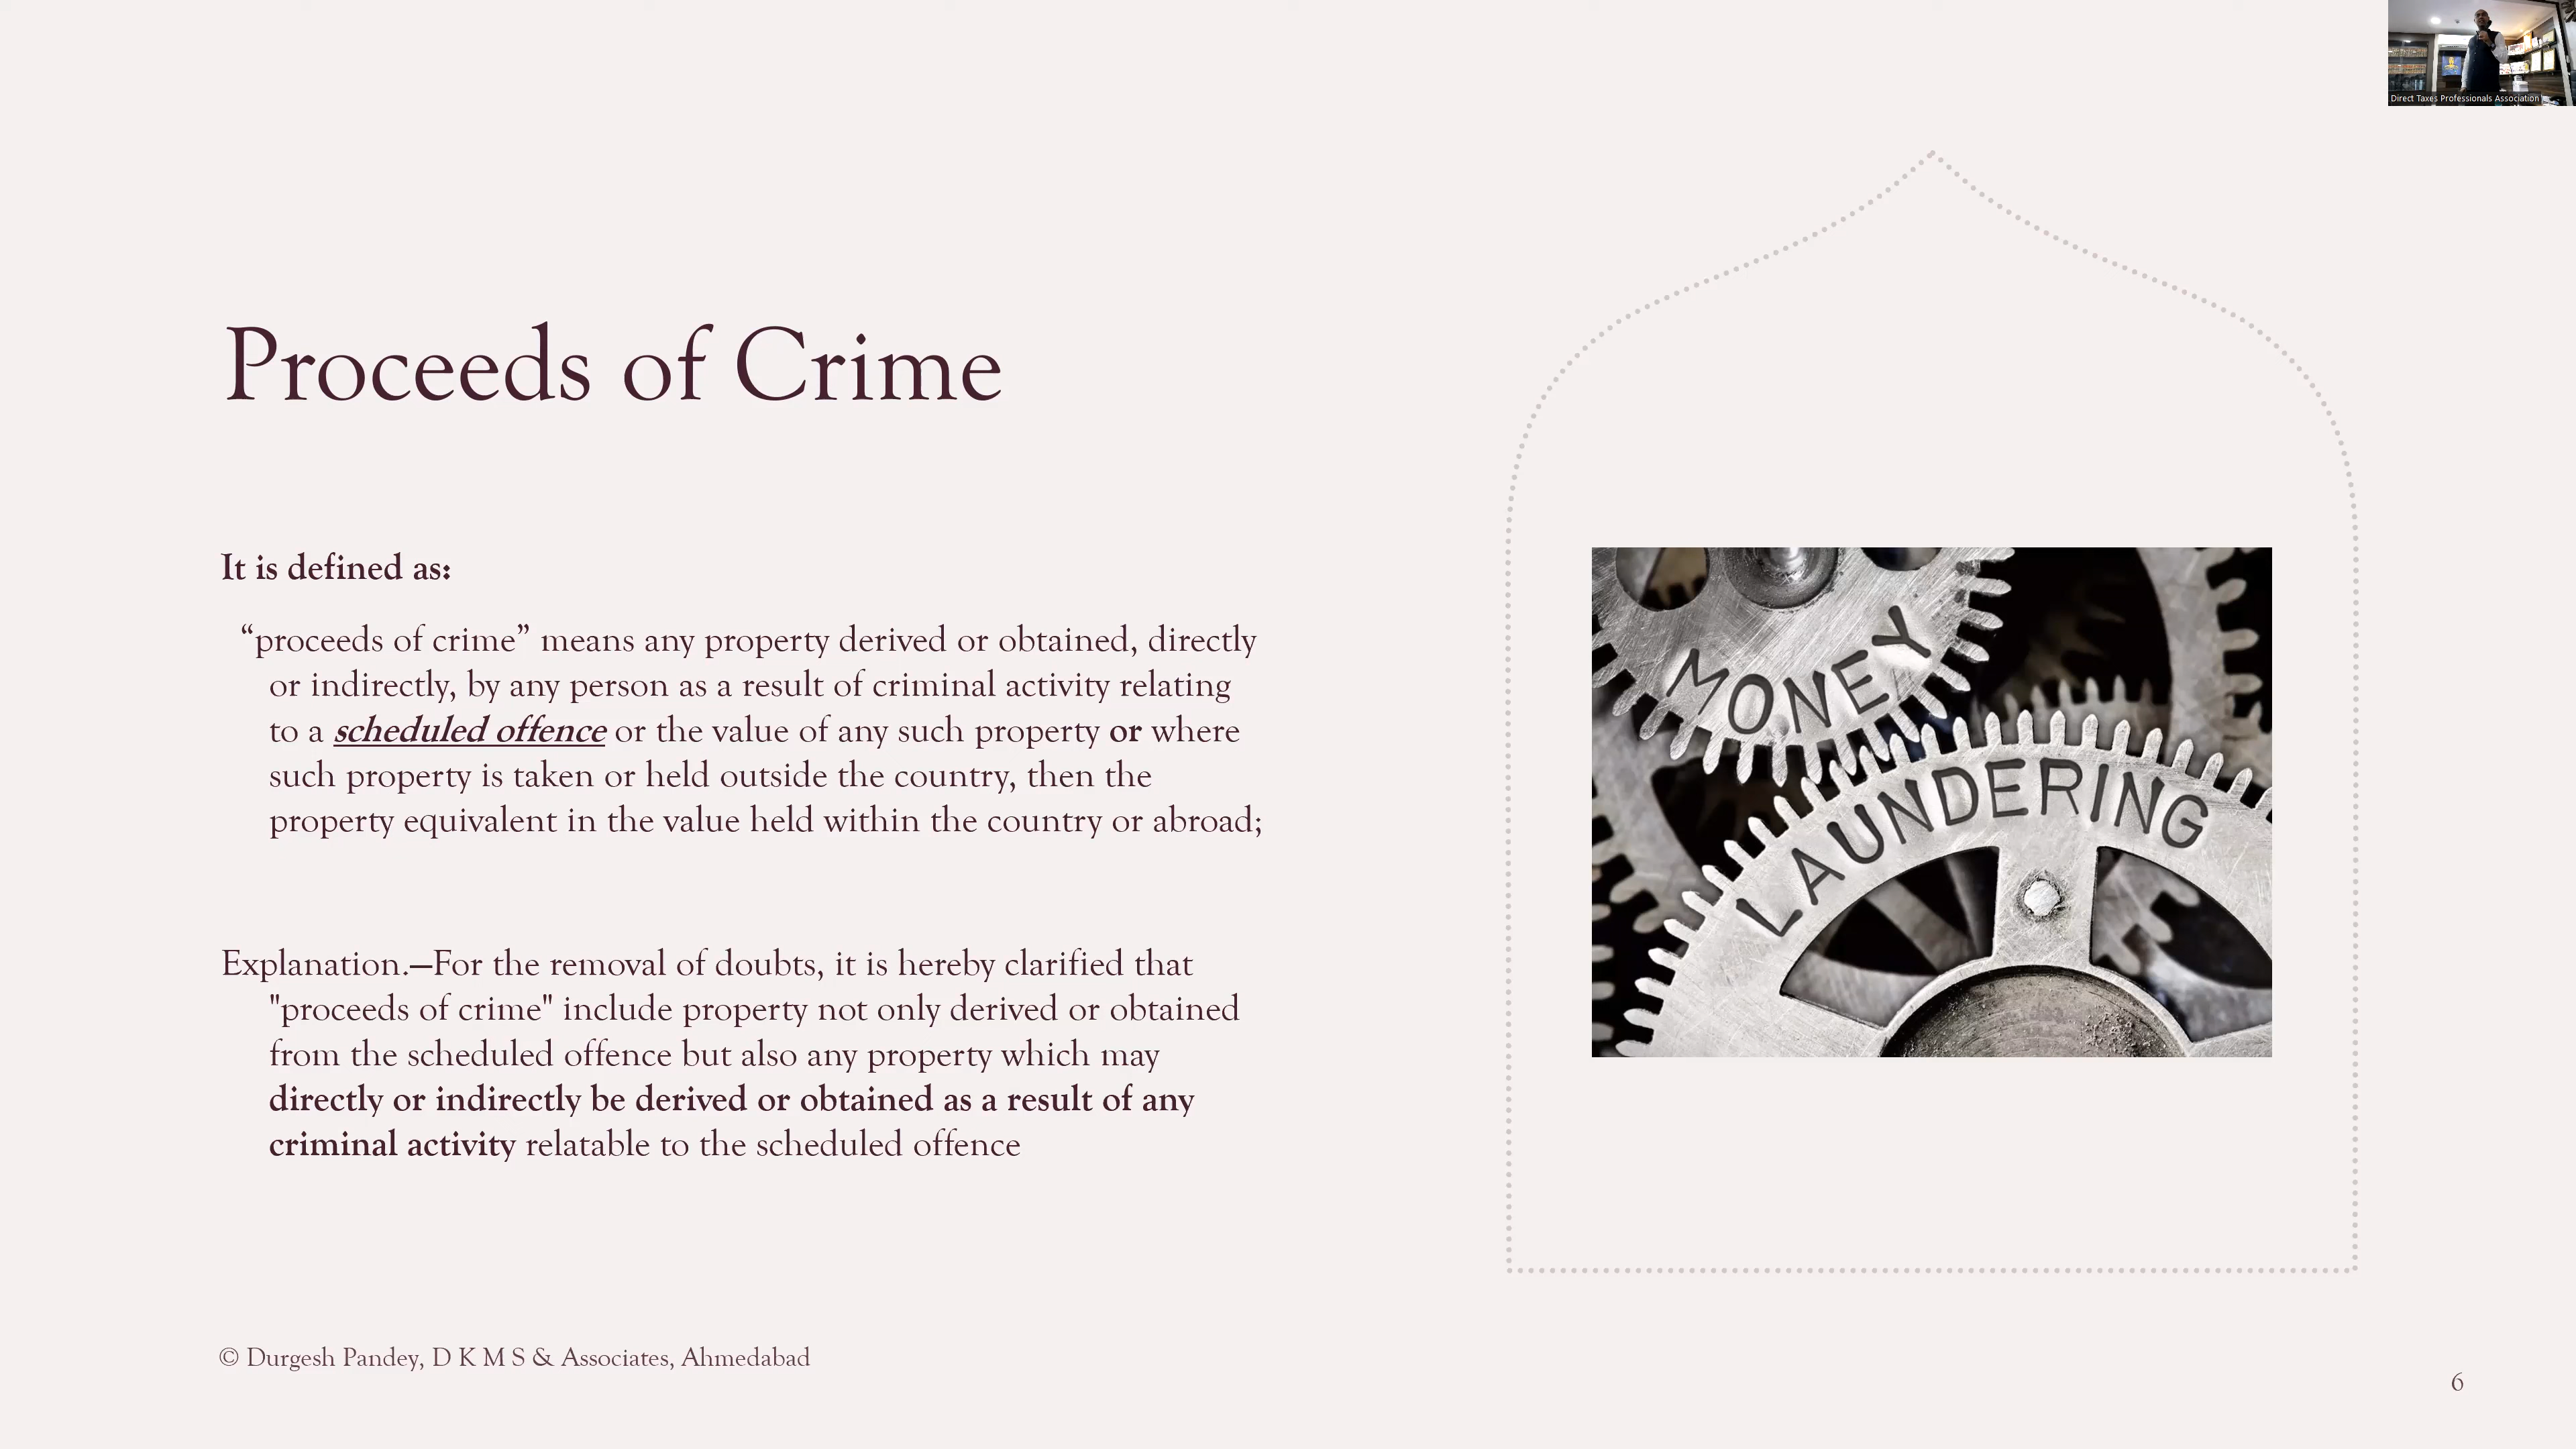 Direct Taxes Professionals Association
Proceeds of Crime
It is defined as:
“proceeds of crime” means any property derived or obtained, directly
or indirectly, by any person as a result of criminal activity relating
to a scheduled offence or the value of any such property or where
such property is taken or held outside the country, then the
property equivalent in the value held within the country or abroad;
Explanation.—For the removal of doubts, it is hereby clarified that
"proceeds of crime" include property not only derived or obtained
from the scheduled offence but also any property which may
directly or indirectly be derived or obtained as a result of any
criminal activity relatable to the scheduled offence
MONEY
LAUNDERING
© Durgesh Pandey, D K M S & Associates, Ahmedabad
6